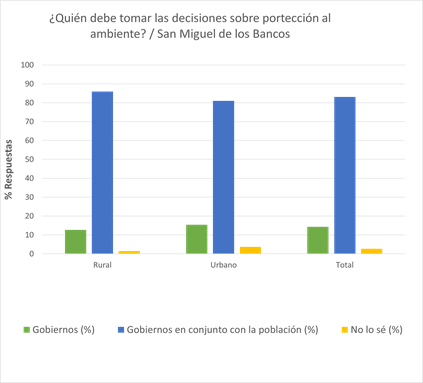 ¿Quién debe tomar las decisiones sobre portección al
ambiente? / San Miguel de los Bancos
% Respuestas
100
90
80
70
60
50
40
30
20
10
0
Rural Urbano Total
Gobiernos (%) Gobiernos en conjunto con la población (%) No lo sé (%)